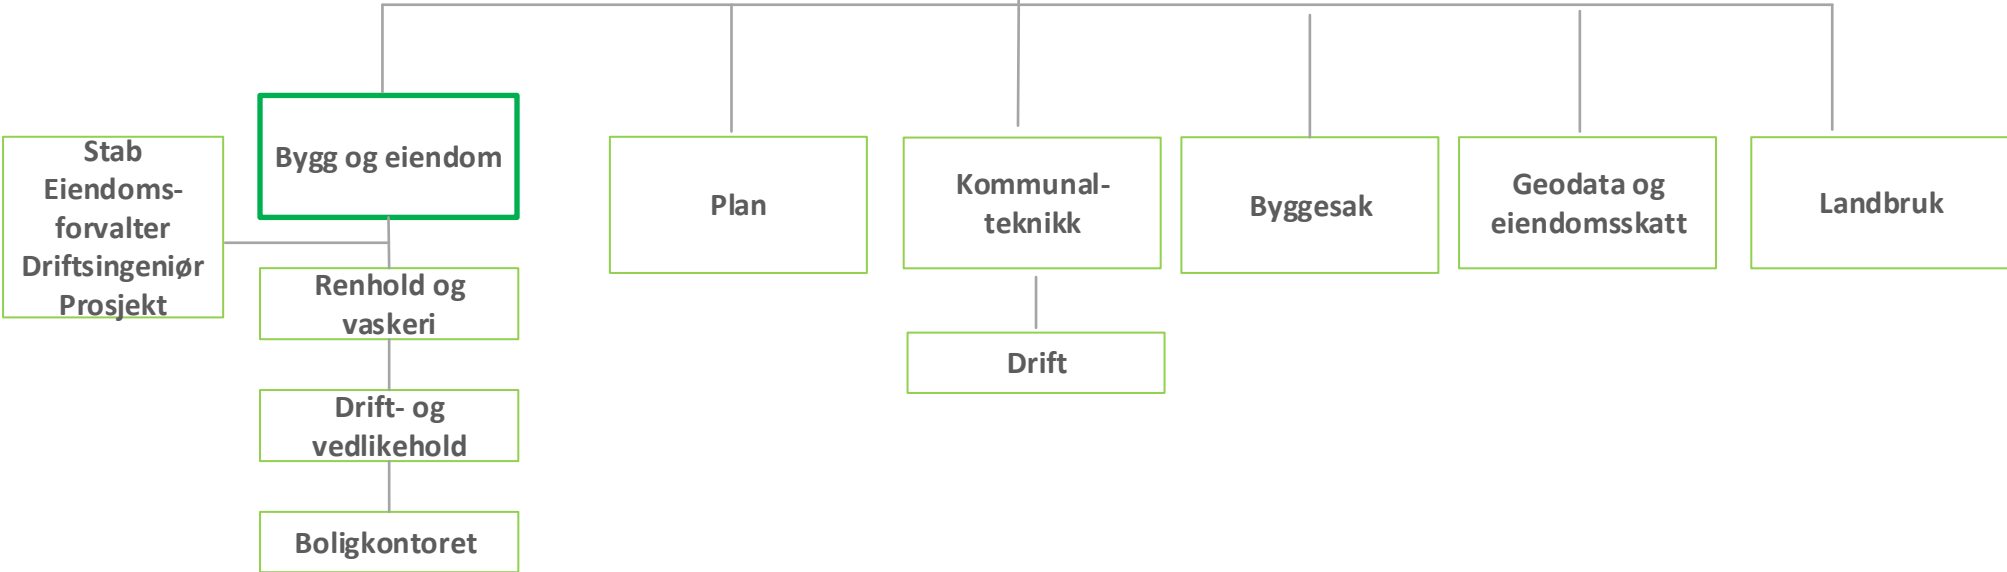 Stab
Eiendoms-
forvalter
Driftsingeniør
Prosjekt
Bygg og eiendom
Renhold og
vaskeri
Drift- og
vedlikehold
Boligkontoret
Plan
Kommunal-
teknikk
Drift
Byggesak
Geodata og
eiendomsskatt
Landbruk